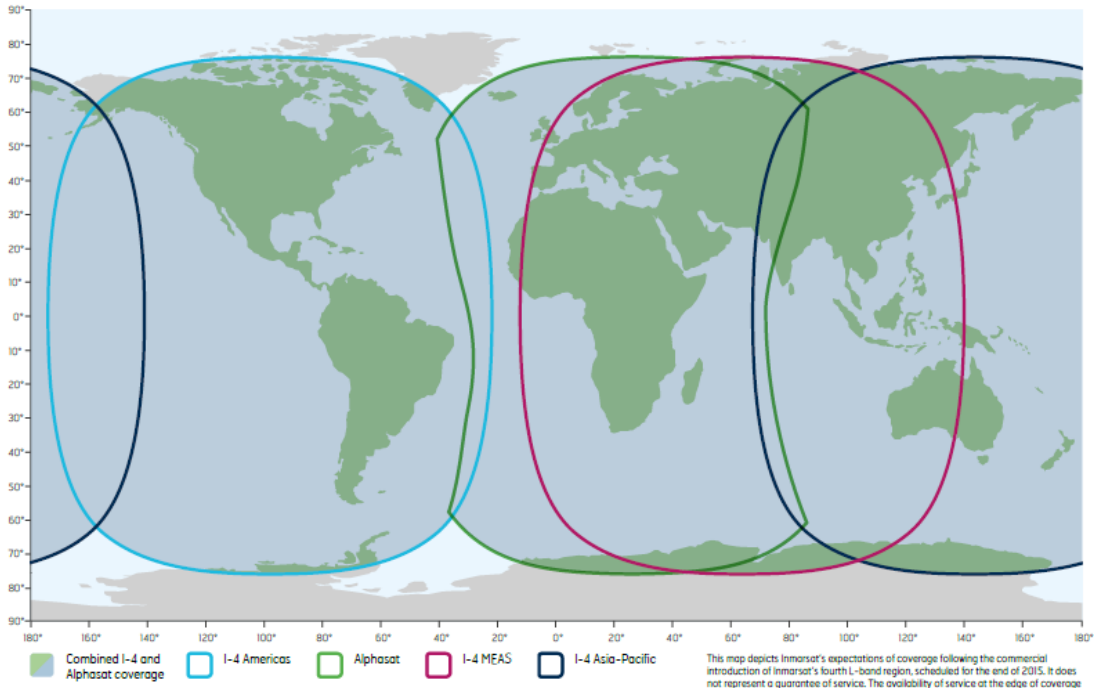 90°
80°
70°
60°
50°
40°
30°
20°
10°
0°
10°
20°
30°
40°
50°
60°
70°
80°
90°
180° 160° 140° 120° 100° 80° 60° 40° 20° 0° 20° 40° 60° 80° 100° 120° 140° 160° 180°
Combined I-4 and
Alphasat coverage
I-4 Americas
Alphasat
I-4 MEAS
I-4 Asia-Pacific
This map depicts Inmarsat's expectations of coverage following the commercial
introduction of Inmarsat's fourth L-band region, scheduled for the end of 2015. It does
not represent a guarantee of service. The availability of service at the edge of coverage